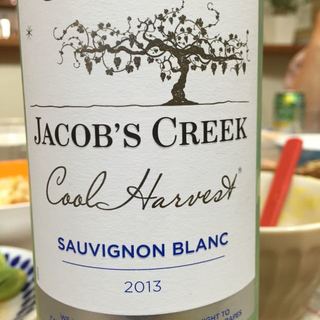 JACOB'S CREEK
Cool Harvest®
SAUVIGNON BLANC
2013